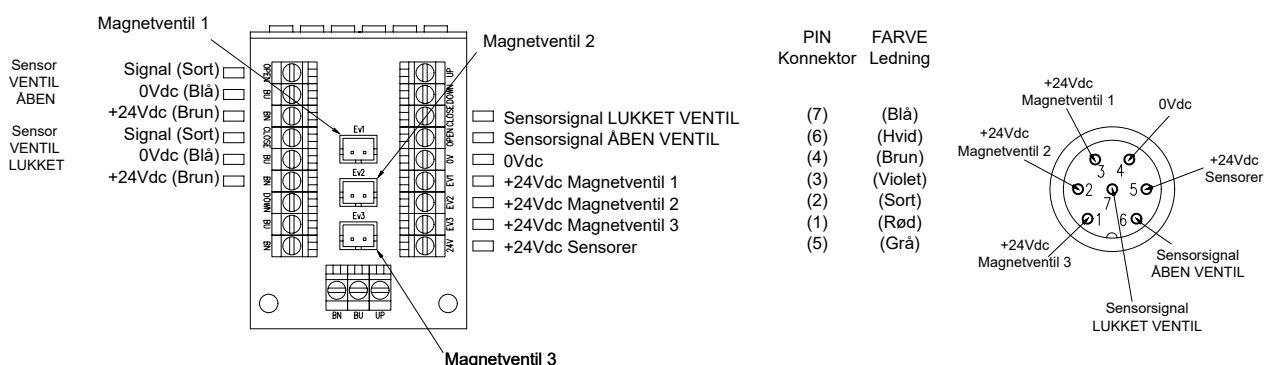 Magnetventil 1
Magnetventil 2
Sensor
VENTIL
ÅBEN
Signal (Sort)
0Vdc (Blå)
+24Vdc (Brun)
Sensor
VENTIL
LUKKET
Signal (Sort)
0Vdc (Blå)
+24Vdc (Brun)
OPEN
BU
BN
CLOSE
BU
BN
DOWN
BU
BN
Ev1
Ev2
Ev3
UP
DOWN
CLOSE
OPEN
0V
EV1
EV2
EV3
24V
BN BU UP
Sensorsignal LUKKET VENTIL
Sensorsignal ÅBEN VENTIL
0Vdc
+24Vdc Magnetventil 1
+24Vdc Magnetventil 2
+24Vdc Magnetventil 3
+24Vdc Sensorer
Magnetventil 3
PIN FARVE
Konnektor Ledning
(7) (Blå)
(6) (Hvid)
(4) (Brun)
(3) (Violet)
(2) (Sort)
(1) (Rød)
(5) (Grå)
+24Vdc
Magnetventil 1
0Vdc
+24Vdc
Magnetventil 2
+24Vdc
Sensorer
3 4
2 5
7
1 6
+24Vdc
Magnetventil 3
Sensorsignal
ÅBEN VENTIL
Sensorsignal
LUKKET VENTIL